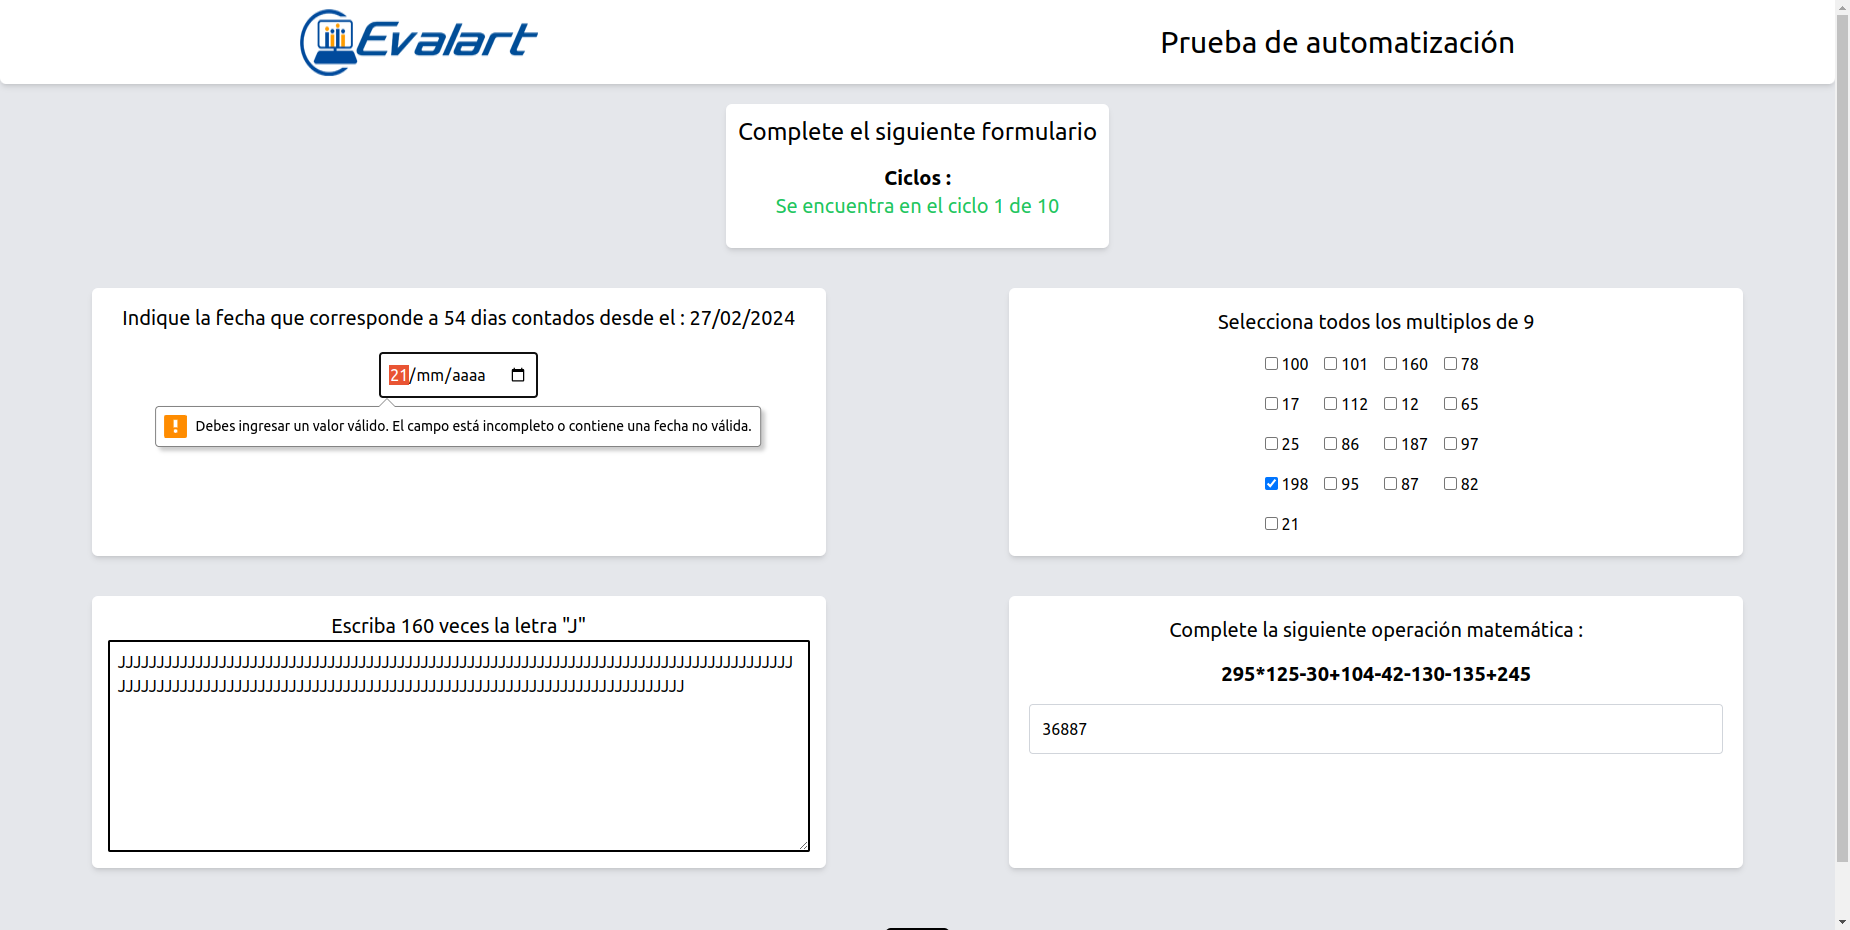 Evalart
Prueba de automatización
Complete el siguiente formulario
Ciclos :
Se encuentra en el ciclo 1 de 10
Indique la fecha que corresponde a 54 dias contados desde el : 27/02/2024
21/mm/aaaa
! Debes ingresar un valor válido. El campo está incompleto o contiene una fecha no válida.
Selecciona todos los multiplos de 9
100 101 160 78
17 112 12 65
25 86 187 97
198 95 87 82
21
Escriba 160 veces la letra "J"
JJJJJJJJJJJJJJJJJJJJJJJJJJJJJJJJJJJJJJJJJJJJJJJJJJJJJJJJJJJJJJJJJJJJJJJJJJJJJJJJJJJJJJJ
JJJJJJJJJJJJJJJJJJJJJJJJJJJJJJJJJJJJJJJJJJJJJJJJJJJJJJJJJJJJJJJJJJJJJJJJJ
Complete la siguiente operación matemática :
295*125-30+104-42-130-135+245
36887